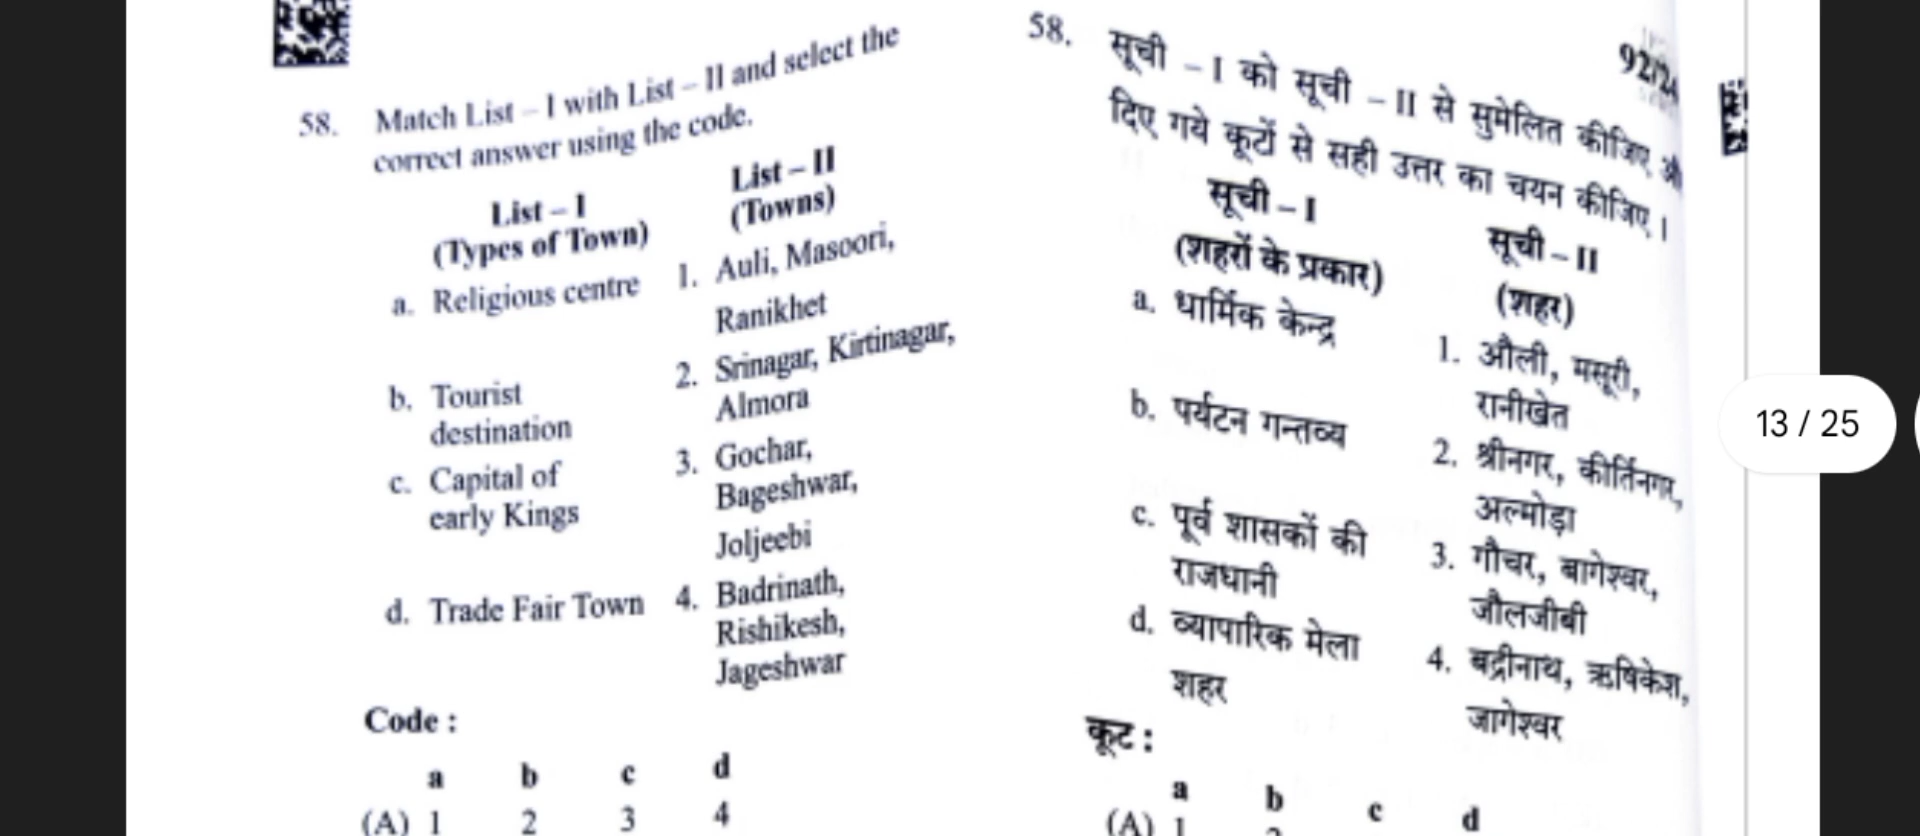 58. Match List – I with List – II and select the
correct answer using the code.
List – I
(Types of Town)
List – II
(Towns)
a. Religious centre
1. Auli, Masoori,
Ranikhet
b. Tourist
destination
2. Srinagar, Kirtinagar,
Almora
c. Capital of
early Kings
3. Gochar,
Bageshwar,
Joljeebi
d. Trade Fair Town
4. Badrinath,
Rishikesh,
Jageshwar
Code :
a b c d
(A) 1 2 3 4
58. सूची – I को सूची – II से सुमेलित कीजिए
दिए गये कूटों से सही उत्तर का चयन कीजिए ।
सूची – I
(शहरों के प्रकार)
सूची – II
(शहर)
a. धार्मिक केन्द्र
1. औली, मसूरी,
रानीखेत
b. पर्यटन गन्तव्य
2. श्रीनगर, कीर्तिनगर,
अल्मोड़ा
c. पूर्व शासकों की
राजधानी
3. गौचर, बागेश्वर,
जौलजीबी
d. व्यापारिक मेला
शहर
4. बद्रीनाथ, ऋषिकेश,
जागेश्वर
कूट :
a b c d
(A) 1
13 / 25